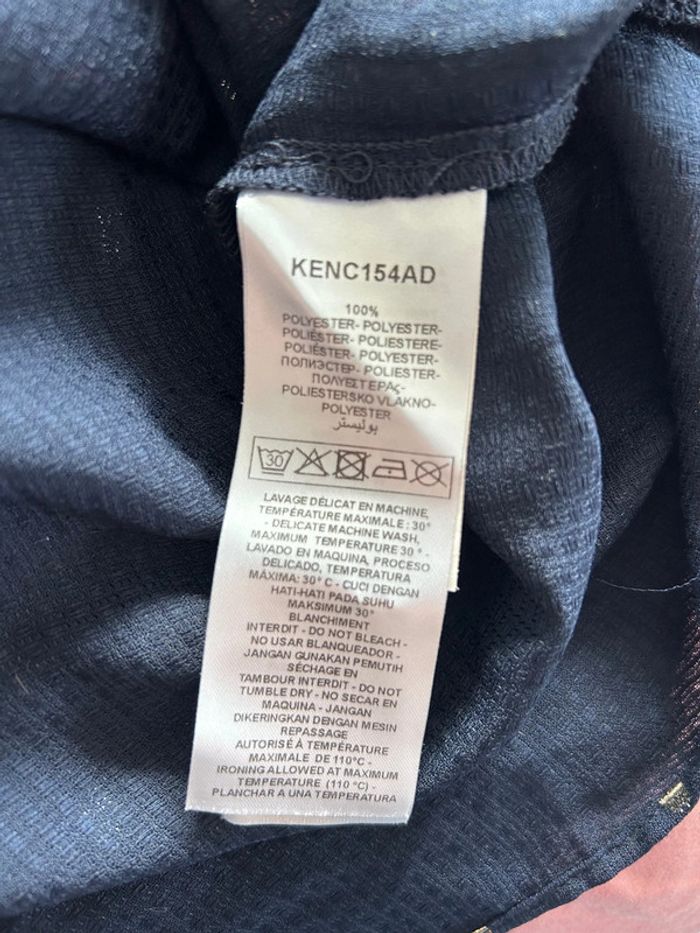 KENC154AD
100%
POLYESTER- POLYESTER-
POLIÉSTER- POLIESTERE-
POLIÉSTER- POLYESTER-
ПОЛИЭСТЕР- POLIESTER-
ΠΟΛΥΕΣΤΕΡΑς-
POLIESTERSKO VLAKNO-
POLYESTER
بوليستر
30
LAVAGE DÉLICAT EN MACHINE,
TEMPÉRATURE MAXIMALE : 30°
- DELICATE MACHINE WASH,
MAXIMUM TEMPERATURE 30 ° -
LAVADO EN MAQUINA, PROCESO
DELICADO, TEMPERATURA
MÁXIMA: 30° C - CUCI DENGAN
HATI-HATI PADA SUHU
MAKSIMUM 30°
BLANCHIMENT
INTERDIT - DO NOT BLEACH -
NO USAR BLANQUEADOR -
JANGAN GUNAKAN PEMUTIH
SÉCHAGE EN
TAMBOUR INTERDIT - DO NOT
TUMBLE DRY - NO SECAR EN
MAQUINA - JANGAN
DIKERINGKAN DENGAN MESIN
REPASSAGE
AUTORISÉ À TEMPÉRATURE
MAXIMALE DE 110°C -
IRONING ALLOWED AT MAXIMUM
TEMPERATURE (110 °C) -
PLANCHAR A UNA TEMPERATURA